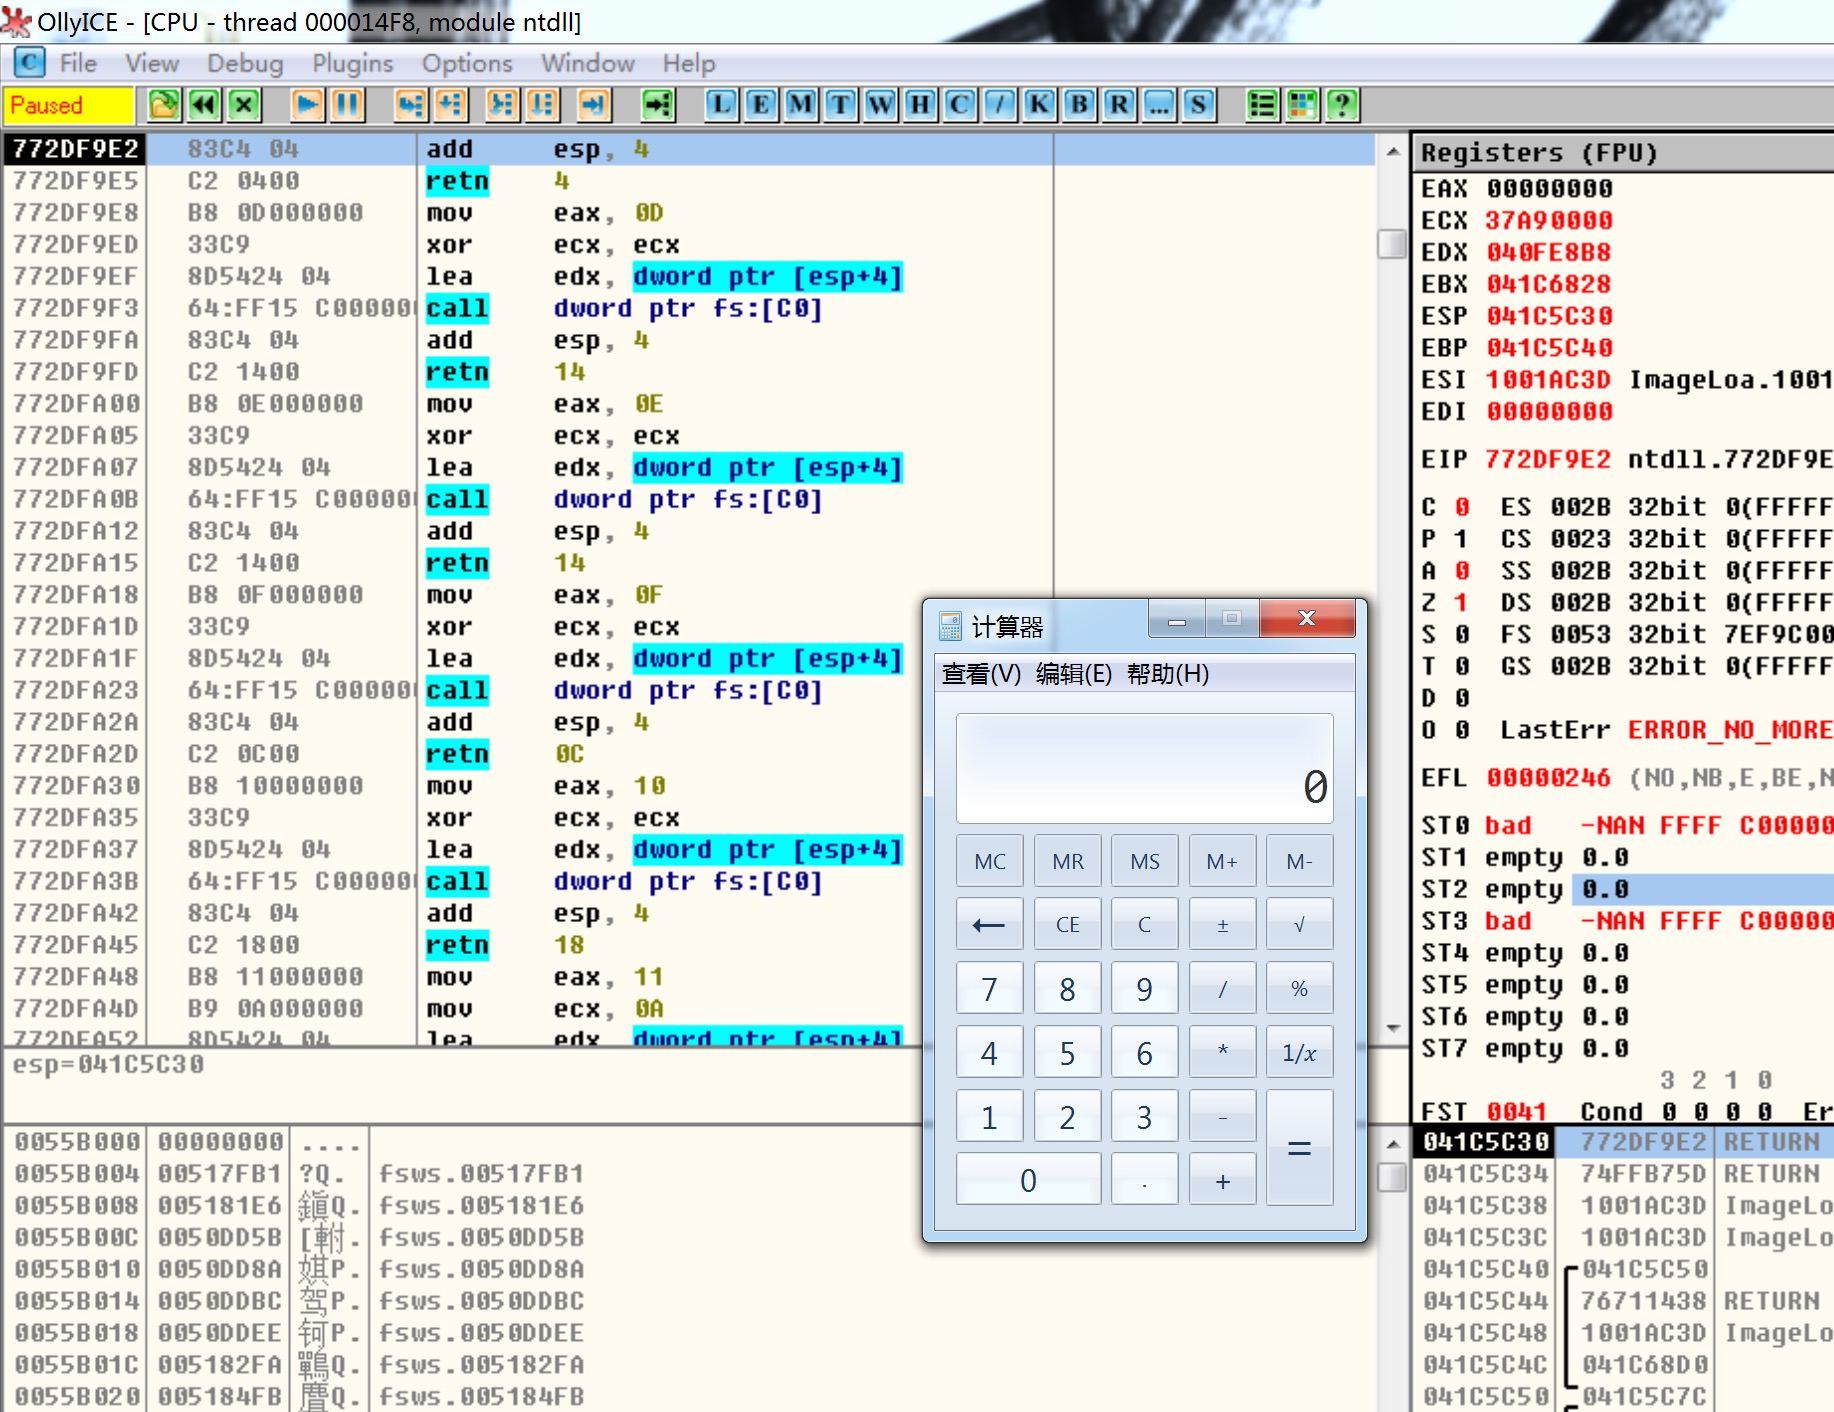 OllyICE - [CPU - thread 000014F8, module ntdll]
C File View Debug Plugins Options Window Help
Paused L E M T W H C / K B R ... S ?
772DF9E2 83C4 04 add esp, 4
772DF9E5 C2 0400 retn 4
772DF9E8 B8 0D000000 mov eax, 0D
772DF9ED 33C9 xor ecx, ecx
772DF9EF 8D5424 04 lea edx, dword ptr [esp+4]
772DF9F3 64:FF15 C00000 call dword ptr fs:[C0]
772DF9FA 83C4 04 add esp, 4
772DF9FD C2 1400 retn 14
772DFA00 B8 0E000000 mov eax, 0E
772DFA05 33C9 xor ecx, ecx
772DFA07 8D5424 04 lea edx, dword ptr [esp+4]
772DFA0B 64:FF15 C00000 call dword ptr fs:[C0]
772DFA12 83C4 04 add esp, 4
772DFA15 C2 1400 retn 14
772DFA18 B8 0F000000 mov eax, 0F
772DFA1D 33C9 xor ecx, ecx
772DFA1F 8D5424 04 lea edx, dword ptr [esp+4]
772DFA23 64:FF15 C00000 call dword ptr fs:[C0]
772DFA2A 83C4 04 add esp, 4
772DFA2D C2 0C00 retn 0C
772DFA30 B8 10000000 mov eax, 10
772DFA35 33C9 xor ecx, ecx
772DFA37 8D5424 04 lea edx, dword ptr [esp+4]
772DFA3B 64:FF15 C00000 call dword ptr fs:[C0]
772DFA42 83C4 04 add esp, 4
772DFA45 C2 1800 retn 18
772DFA48 B8 11000000 mov eax, 11
772DFA4D B9 0A000000 mov ecx, 0A
772DFA52 8D5424 04 lea edx, dword ptr [esp+4]
esp=041C5C30
Registers (FPU)
EAX 00000000
ECX 37A90000
EDX 040FE8B8
EBX 041C6828
ESP 041C5C30
EBP 041C5C40
ESI 1001AC3D ImageLoa.1001
EDI 00000000
EIP 772DF9E2 ntdll.772DF9E
C 0 ES 002B 32bit 0(FFFFF
P 1 CS 0023 32bit 0(FFFFF
A 0 SS 002B 32bit 0(FFFFF
Z 1 DS 002B 32bit 0(FFFFF
S 0 FS 0053 32bit 7EF9C00
T 0 GS 002B 32bit 0(FFFFF
D 0
O 0 LastErr ERROR_NO_MORE
EFL 00000246 (NO,NB,E,BE,N
ST0 bad -NAN FFFF C00000
ST1 empty 0.0
ST2 empty 0.0
ST3 bad -NAN FFFF C00000
ST4 empty 0.0
ST5 empty 0.0
ST6 empty 0.0
ST7 empty 0.0
3 2 1 0
FST 0041 Cond 0 0 0 0 Er
计算器
查看(V) 编辑(E) 帮助(H)
0
MC MR MS M+ M-
← CE C ± √
7 8 9 / %
4 5 6 * 1/x
1 2 3 - =
0 . +
0055B000 00000000 ....
0055B004 00517FB1 ?Q. fsws.00517FB1
0055B008 005181E6 鎭Q. fsws.005181E6
0055B00C 0050DD5B [軵. fsws.0050DD5B
0055B010 0050DD8A 婍P. fsws.0050DD8A
0055B014 0050DDBC 驾P. fsws.0050DDBC
0055B018 0050DDEE 钶P. fsws.0050DDEE
0055B01C 005182FA Q. fsws.005182FA
0055B020 005184FB Q. fsws.005184FB
041C5C30 772DF9E2 RETURN
041C5C34 74FFB75D RETURN
041C5C38 1001AC3D ImageLo
041C5C3C 1001AC3D ImageLo
041C5C40 041C5C50
041C5C44 76711438 RETURN
041C5C48 1001AC3D ImageLo
041C5C4C 041C68D0
041C5C50 041C5C7C